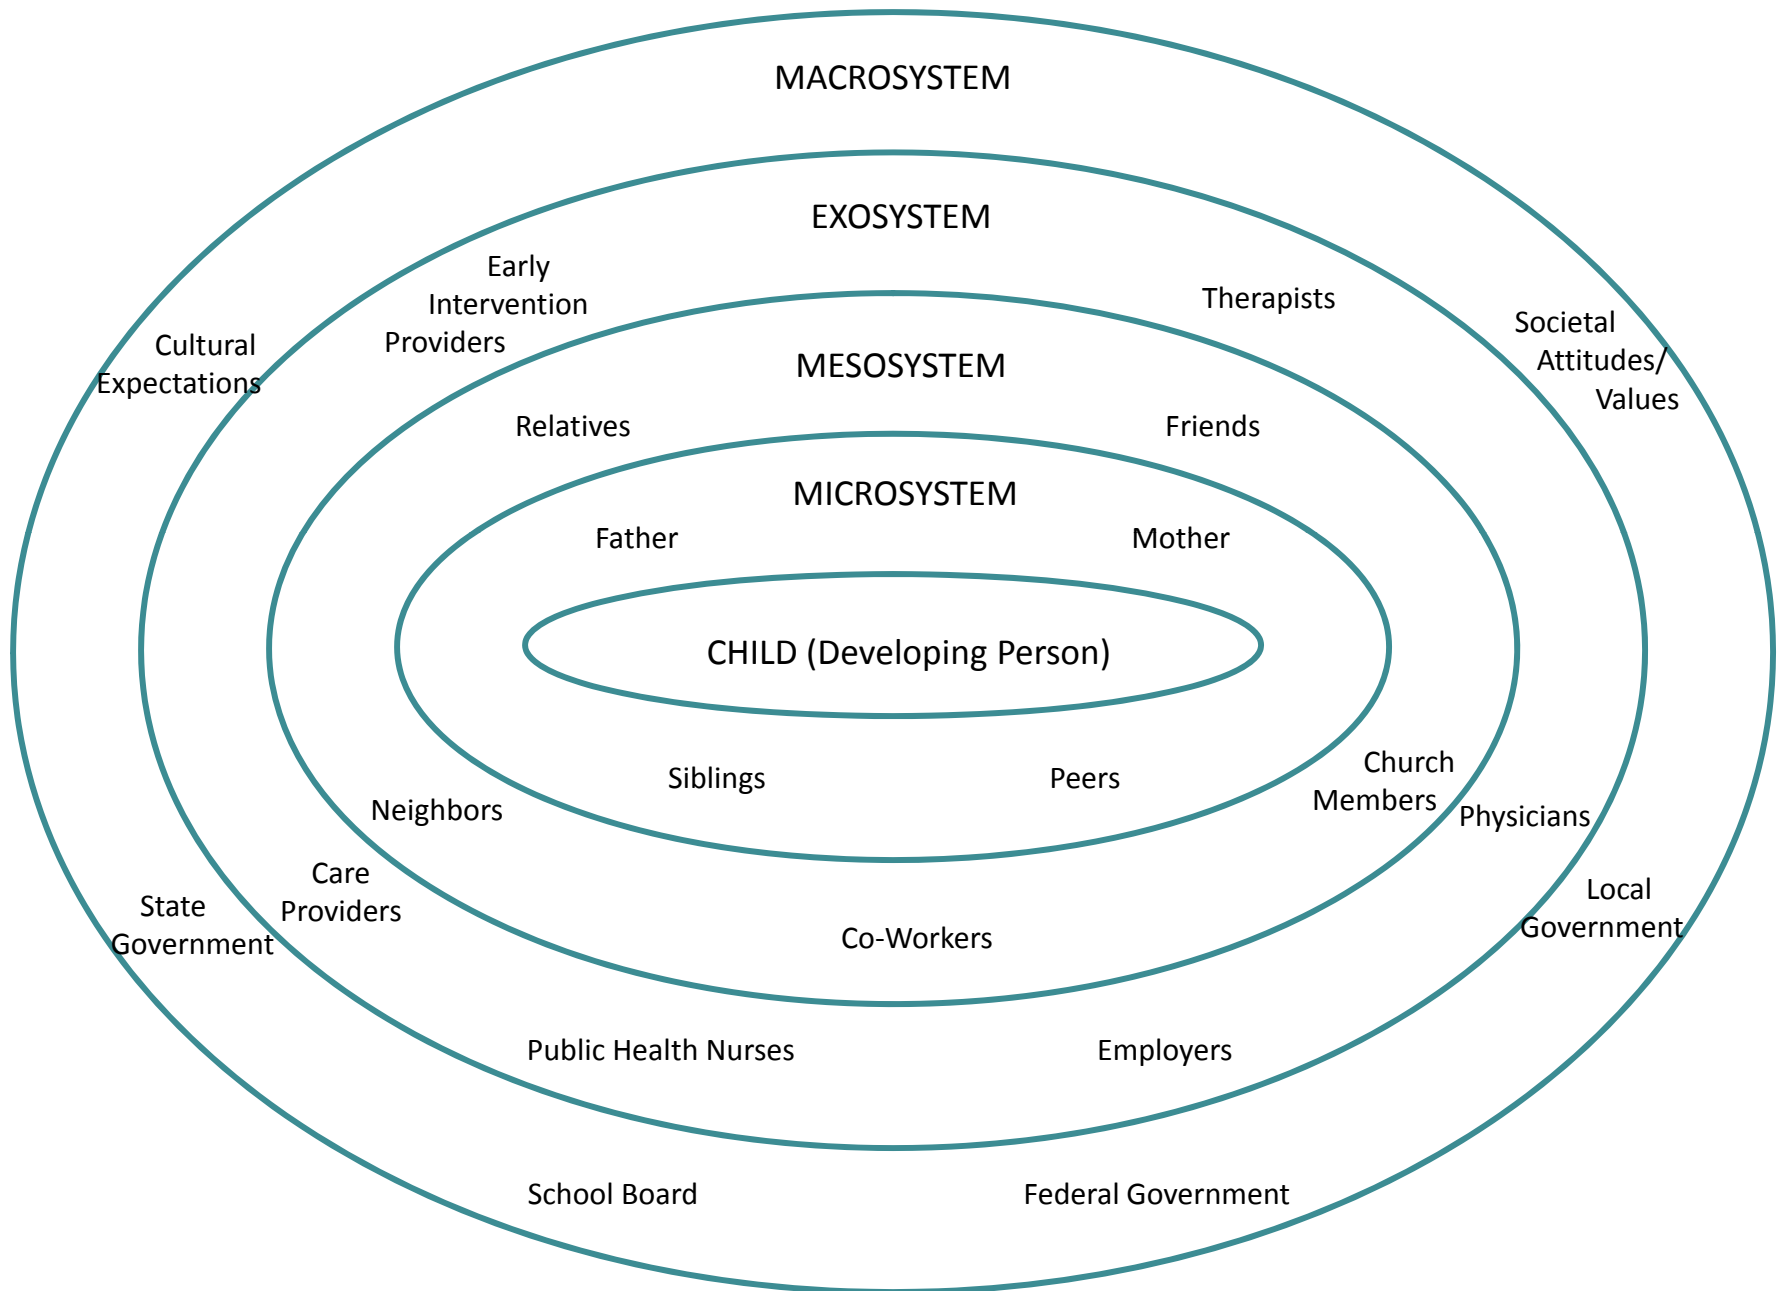 MACROSYSTEM
EXOSYSTEM
Early
Intervention
Providers
Therapists
Societal
Attitudes/
Values
Cultural
Expectations
MESOSYSTEM
Relatives
Friends
MICROSYSTEM
Father
Mother
CHILD (Developing Person)
Siblings
Peers
Church
Members
Neighbors
Physicians
Care
Providers
State
Government
Local
Government
Co-Workers
Public Health Nurses
Employers
School Board
Federal Government